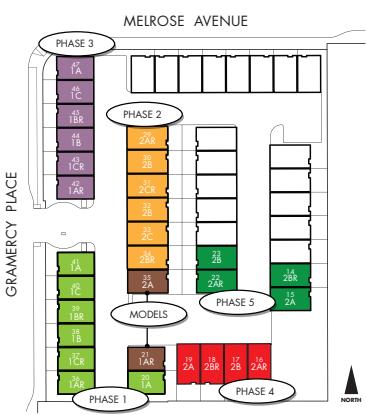 MELROSE AVENUE
PHASE 3
47
1A
46
1C
45
1BR
44
1B
43
1CR
42
1AR
PHASE 2
29
2AR
30
2B
31
2CR
32
2B
33
2C
34
2BR
35
2A
GRAMERCY PLACE
23
2B
22
2AR
14
2BR
15
2A
PHASE 5
MODELS
41
1A
40
1C
39
1BR
38
1B
37
1CR
36
1AR
21
1AR
20
1A
19
2A
18
2BR
17
2B
16
2AR
PHASE 1
PHASE 4
NORTH